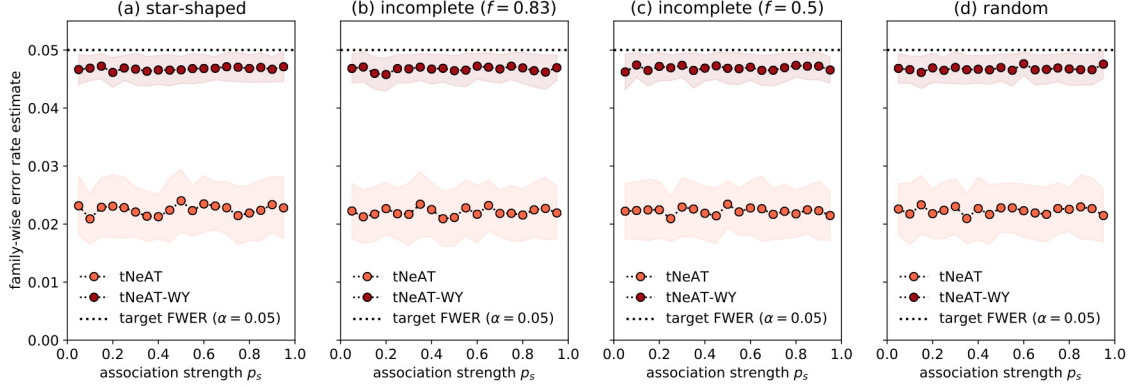 (a) star-shaped
(b) incomplete (f = 0.83)
(c) incomplete (f = 0.5)
(d) random
family-wise error rate estimate
0.05
0.04
0.03
0.02
0.01
0.00
tNeAT
tNeAT-WY
target FWER (α = 0.05)
tNeAT
tNeAT-WY
target FWER (α = 0.05)
tNeAT
tNeAT-WY
target FWER (α = 0.05)
tNeAT
tNeAT-WY
target FWER (α = 0.05)
0.0 0.2 0.4 0.6 0.8 1.0
0.0 0.2 0.4 0.6 0.8 1.0
0.0 0.2 0.4 0.6 0.8 1.0
0.0 0.2 0.4 0.6 0.8 1.0
association strength pₛ
association strength pₛ
association strength pₛ
association strength pₛ